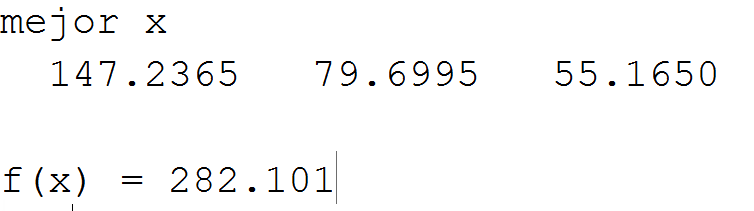 mejor x
147.2365 79.6995 55.1650
f(x) = 282.101